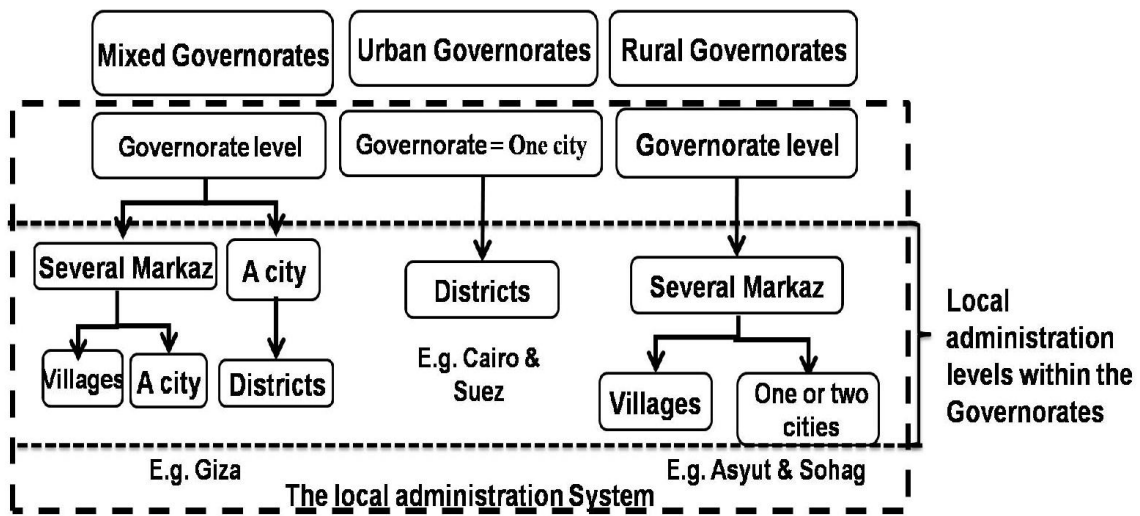 Mixed Governorates
Urban Governorates
Rural Governorates
Governorate level
Governorate = One city
Governorate level
Several Markaz
A city
Districts
Several Markaz
Villages
A city
Districts
E.g. Cairo &
Suez
Villages
One or two
cities
Local
administration
levels within the
Governorates
E.g. Giza
E.g. Asyut & Sohag
The local administration System